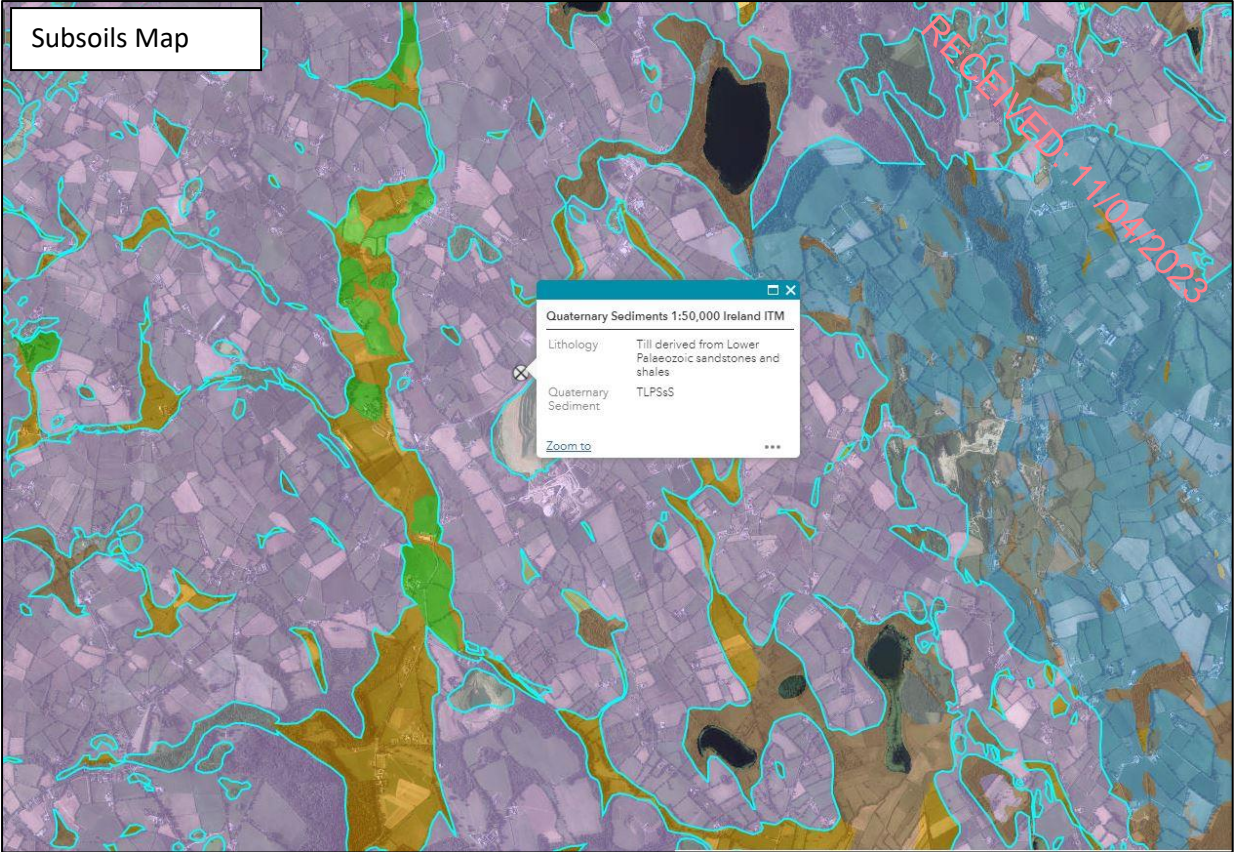 Subsoils Map
RECEIVED: 11/04/2023
Quaternary Sediments 1:50,000 Ireland ITM
Lithology Till derived from Lower
Palaeozoic sandstones and
shales
Quaternary TLPSsS
Sediment
Zoom to